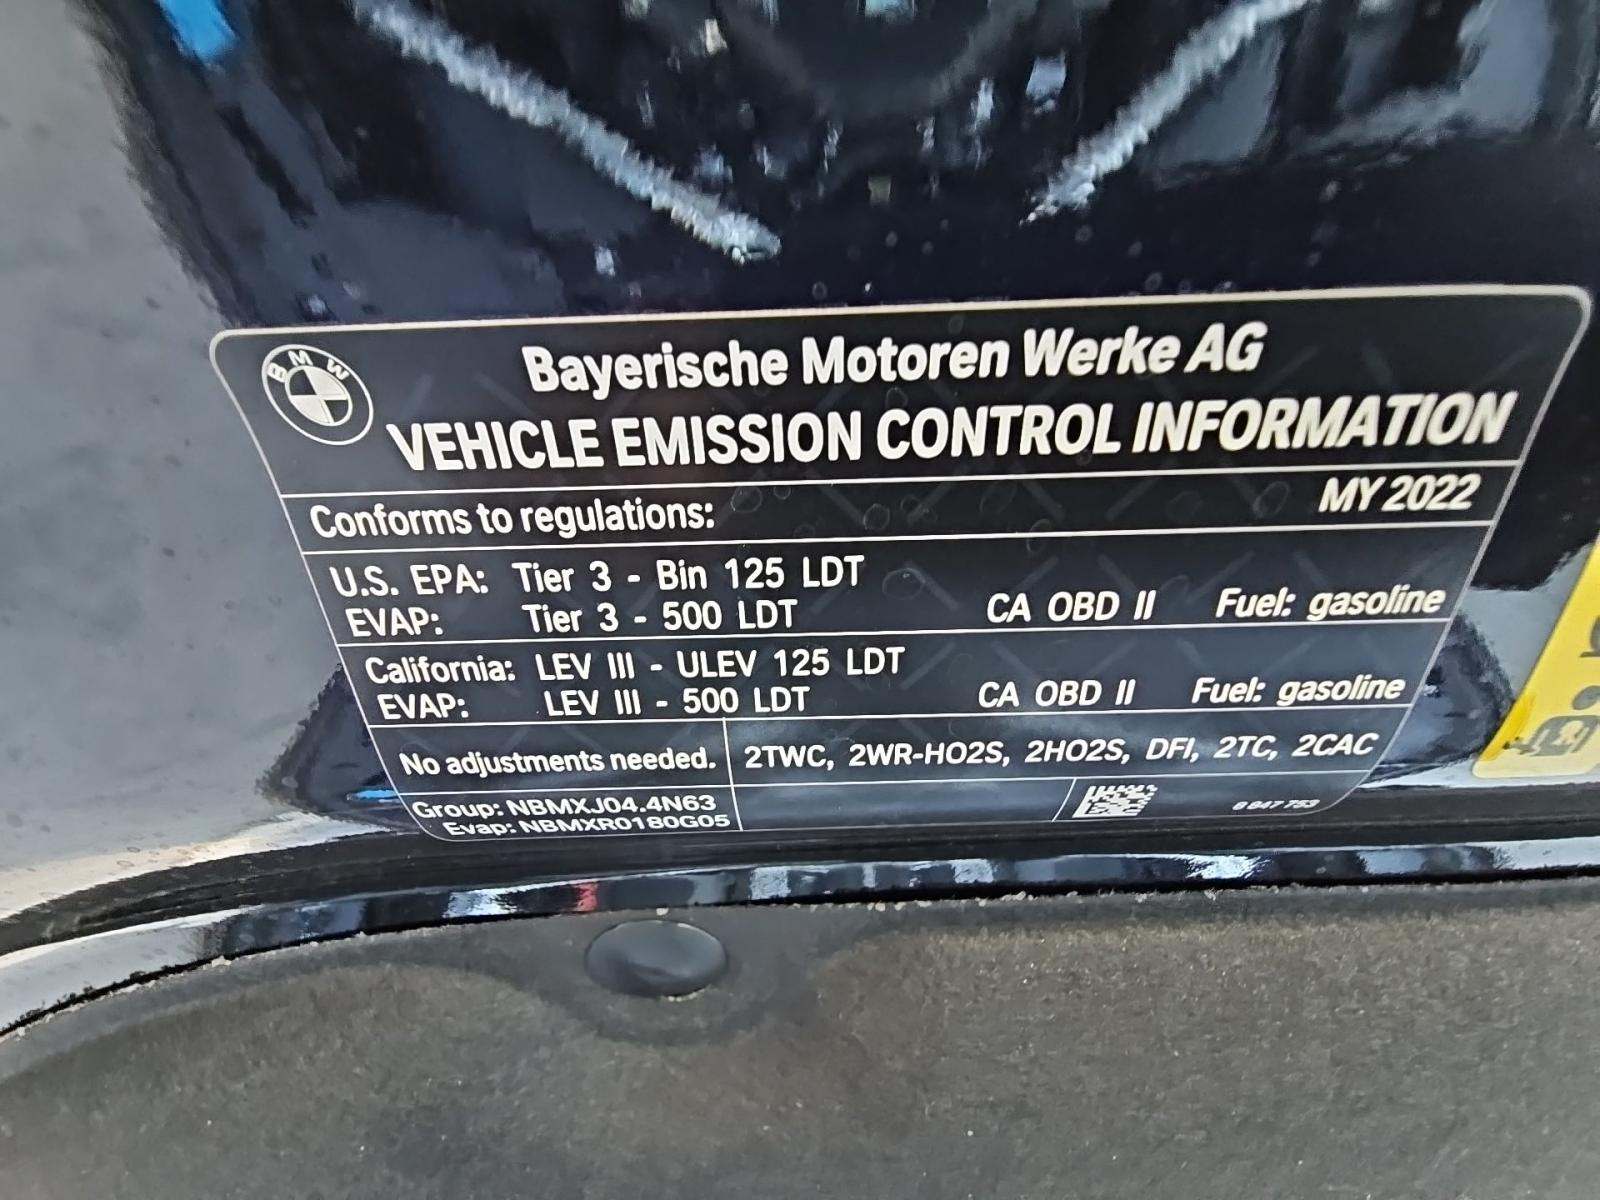 BMW
Bayerische Motoren Werke AG
VEHICLE EMISSION CONTROL INFORMATION
Conforms to regulations: MY 2022
U.S. EPA: Tier 3 - Bin 125 LDT
EVAP: Tier 3 - 500 LDT CA OBD II Fuel: gasoline
California: LEV III - ULEV 125 LDT
EVAP: LEV III - 500 LDT CA OBD II Fuel: gasoline
No adjustments needed. 2TWC, 2WR-HO2S, 2HO2S, DFI, 2TC, 2CAC
Group: NBMXJ04.4N63
Evap: NBMXR0180G05